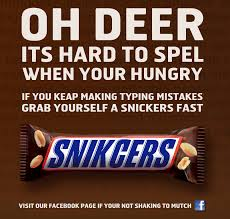 OH DEER
ITS HARD TO SPEL
WHEN YOUR HUNGRY
IF YOU KEAP MAKING TYPING MISTAKES
GRAB YOURSELF A SNICKERS FAST
SNIKCERS
VISIT OUR FACEBOOK PAGE IF YOUR NOT SHAKING TO MUTCH f